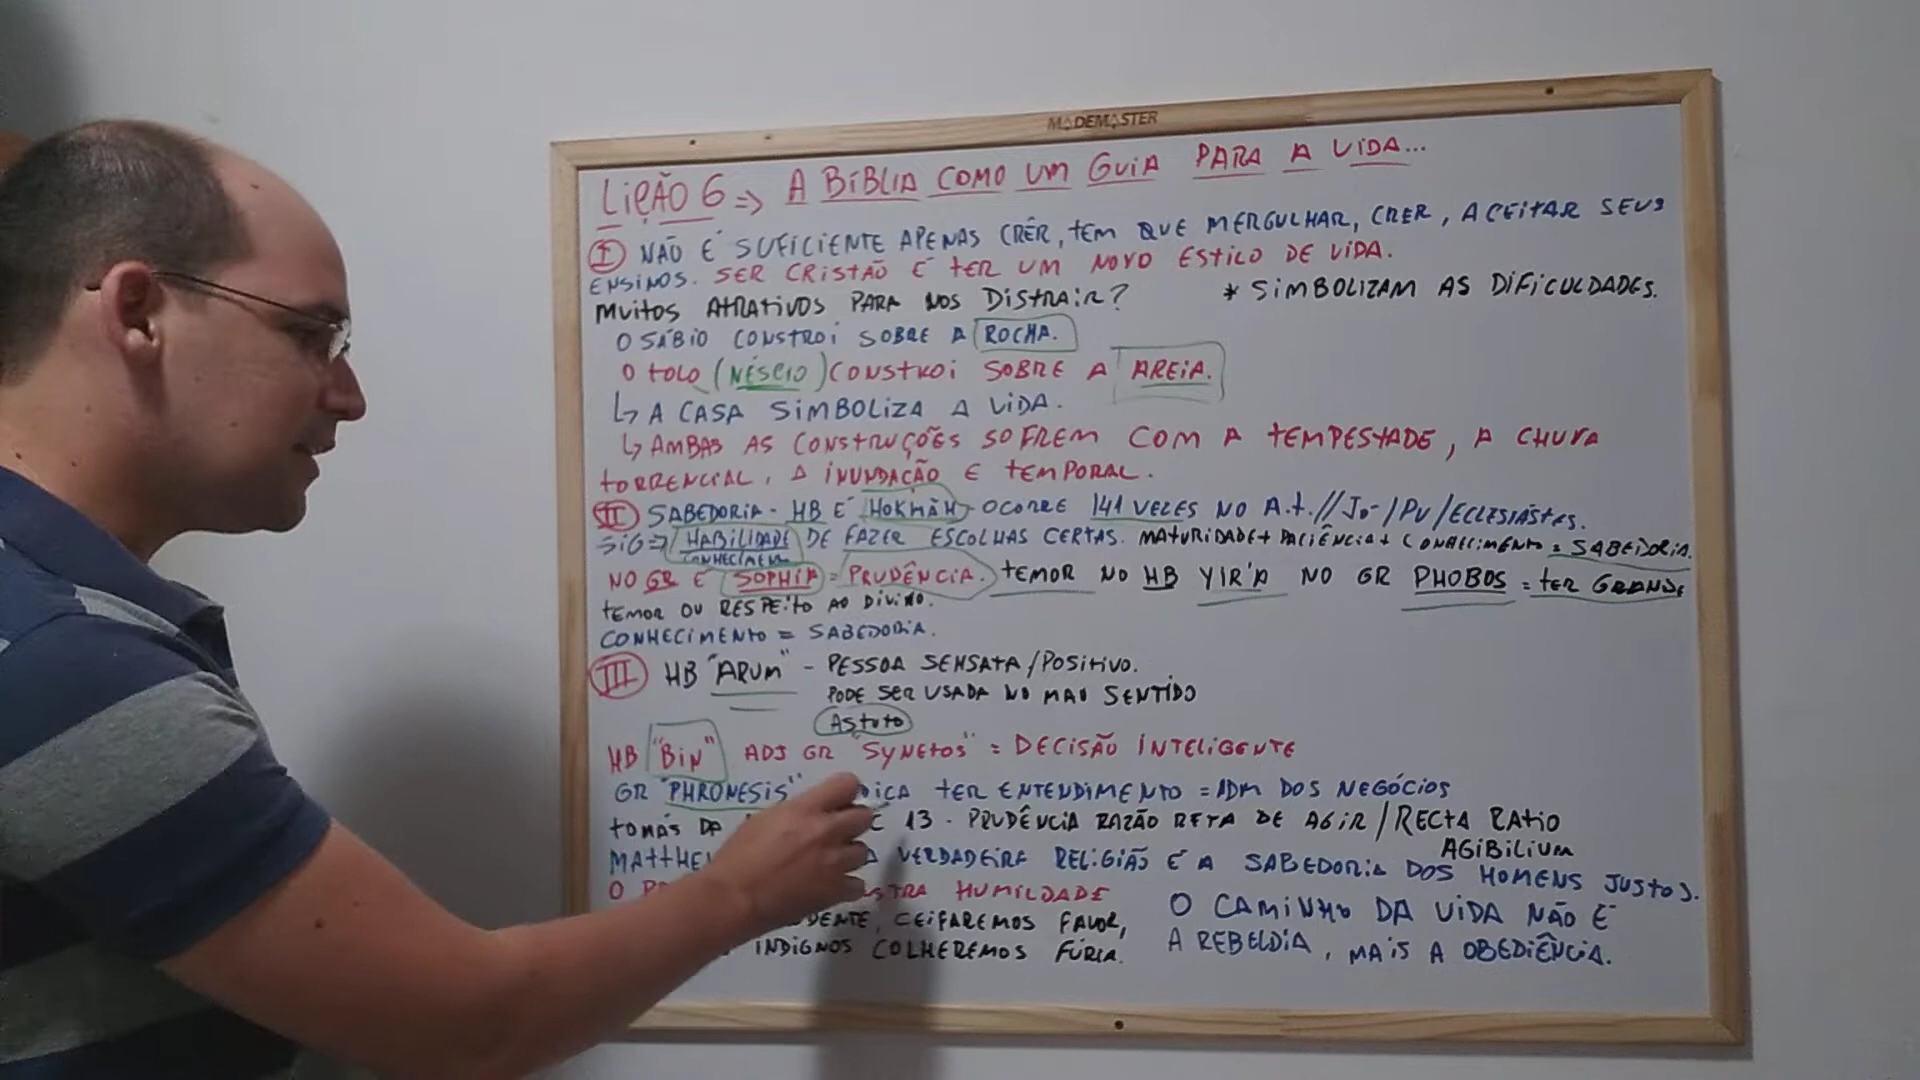 MADEMASTER
LIÇÃO 6 => A BÍBLIA COMO UM GUIA PARA A VIDA...
I NÃO É SUFICIENTE APENAS CRÊR, TEM QUE MERGULHAR, CRER, ACEITAR SEUS
ENSINOS. SER CRISTÃO É TER UM NOVO ESTILO DE VIDA.
MUITOS ATRATIVOS PARA NOS DISTRAIR? * SIMBOLIZAM AS DIFICULDADES.
O SÁBIO CONSTROI SOBRE A ROCHA.
O TOLO (NÉSCIO) CONSTROI SOBRE A AREIA.
↳ A CASA SIMBOLIZA A VIDA.
↳ AMBAS AS CONSTRUÇÕES SOFREM COM A TEMPESTADE, A CHUVA
TORRENCIAL, A INUNDAÇÃO E TEMPORAL.
II SABEDORIA - HB É HOKMÃH - OCORRE 141 VEZES NO A.T. // JÓ - / PV / ECLESIÁSTES.
SIG => HABILIDADE DE FAZER ESCOLHAS CERTAS. MATURIDADE + PACIÊNCIA + CONHECIMENTO = SABEDORIA.
CONHECIMEN
NO GR É SOPHIA = PRUDÊNCIA. TEMOR NO HB YIR'A NO GR PHOBOS = TER GRANDE
TEMOR OU RESPEITO AO DIVINO.
CONHECIMENTO = SABEDORIA.
III HB "ARUM" - PESSOA SENSATA / POSITIVO.
PODE SER USADA NO MAU SENTIDO
ASTUTO
HB "BIN" ADJ GR "SYNETOS" = DECISÃO INTELIGENTE
GR "PHRONESIS" DICA TER ENTENDIMENTO = ADM DOS NEGÓCIOS
TOMÁS DA C 13 - PRUDÊNCIA RAZÃO RETA DE AGIR / RECTA RATIO
AGIBILIUM
MATTHE A VERDADEIRA RELIGIÃO É A SABEDORIA DOS HOMENS JUSTOS.
O STRA HUMILDADE
DENTE, CEIFAREMOS FAVOR,
INDIGNOS COLHEREMOS FÚRIA.
O CAMINHO DA VIDA NÃO É
A REBELDIA, MAIS A OBEDIÊNCIA.